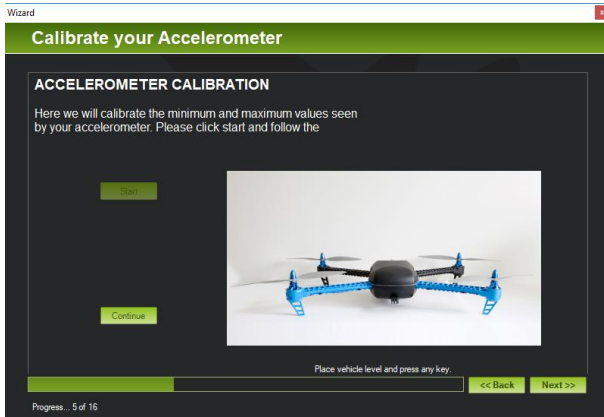 Wizard
x
Calibrate your Accelerometer
ACCELEROMETER CALIBRATION
Here we will calibrate the minimum and maximum values seen
by your accelerometer. Please click start and follow the
Start
Continue
Place vehicle level and press any key.
<< Back Next >>
Progress... 5 of 16